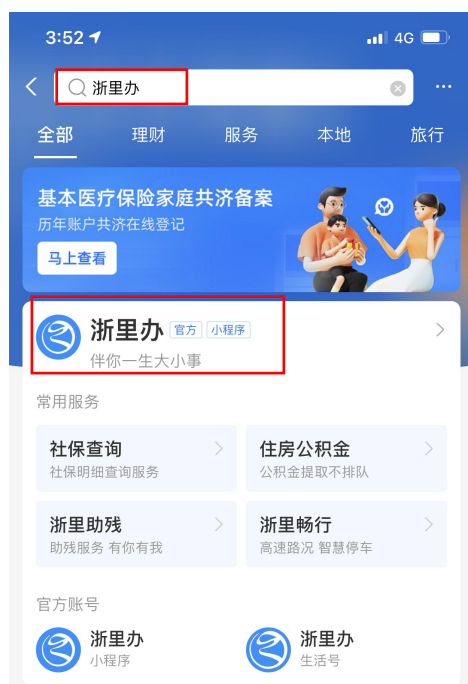 3:52
4G
浙里办
全部 理财 服务 本地 旅行
基本医疗保险家庭共济备案
历年账户共济在线登记
马上查看
浙里办 官方 小程序
伴你一生大小事
常用服务
社保查询 住房公积金
社保明细查询服务 公积金提取不排队
浙里助残 浙里畅行
助残服务 有你有我 高速路况 智慧停车
官方账号
浙里办 浙里办
小程序 生活号